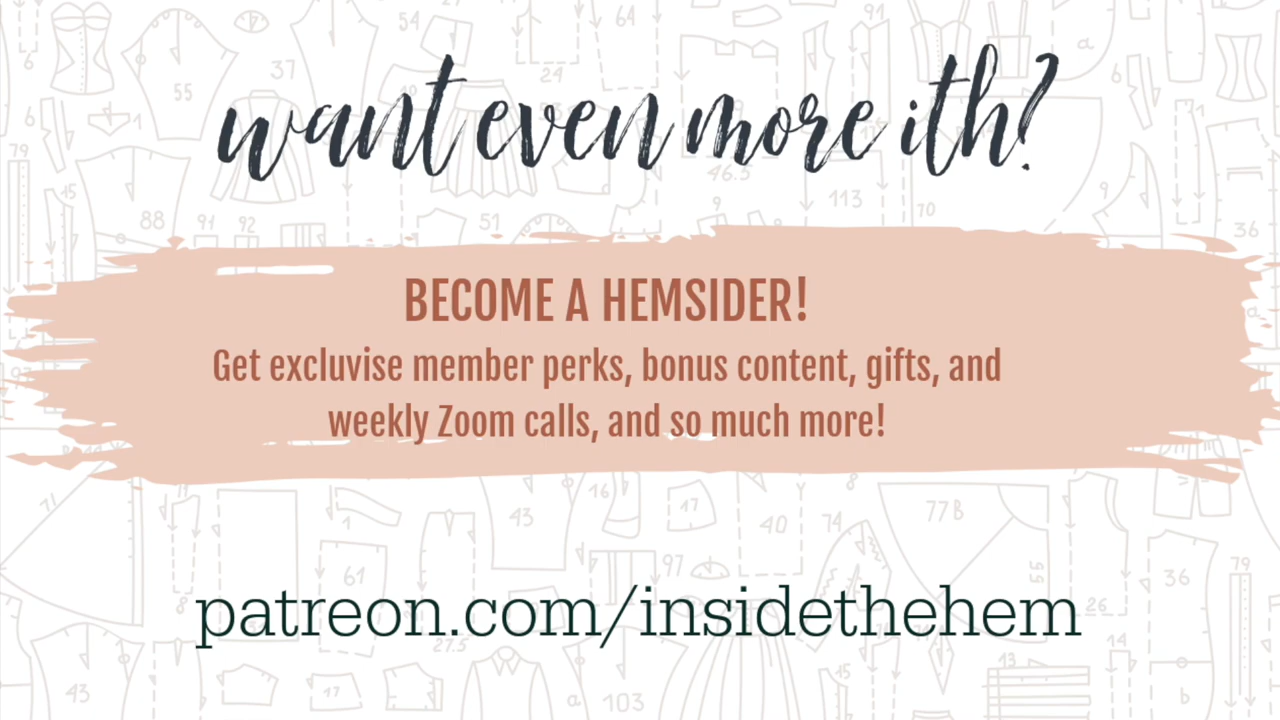 want even more ith?
BECOME A HEMSIDER!
Get excluvise member perks, bonus content, gifts, and
weekly Zoom calls, and so much more!
patreon.com/insidethehem